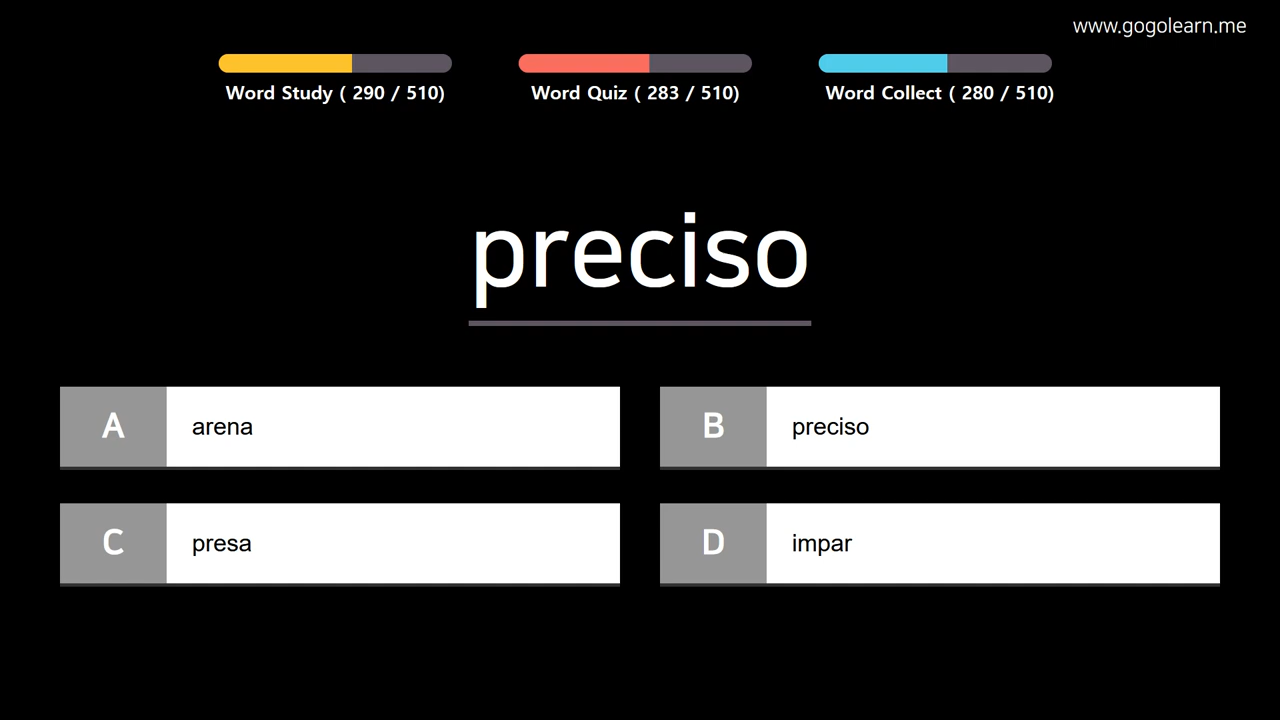 www.gogolearn.me
Word Study ( 290 / 510)
Word Quiz ( 283 / 510)
Word Collect ( 280 / 510)
preciso
A arena
B preciso
C presa
D impar